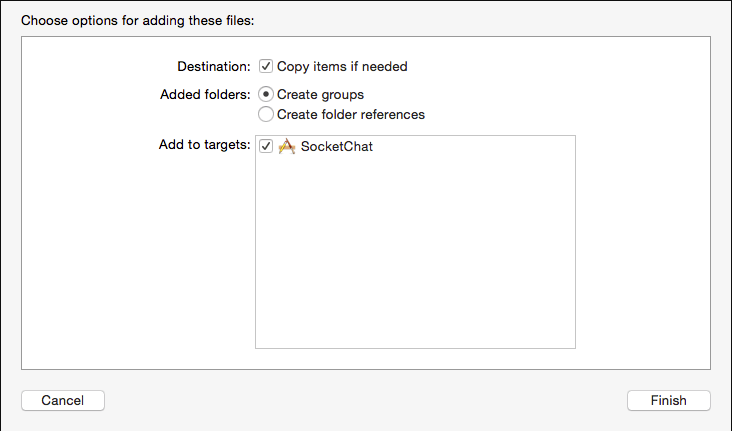 Choose options for adding these files:
Destination: Copy items if needed
Added folders: Create groups
Create folder references
Add to targets: SocketChat
Cancel Finish